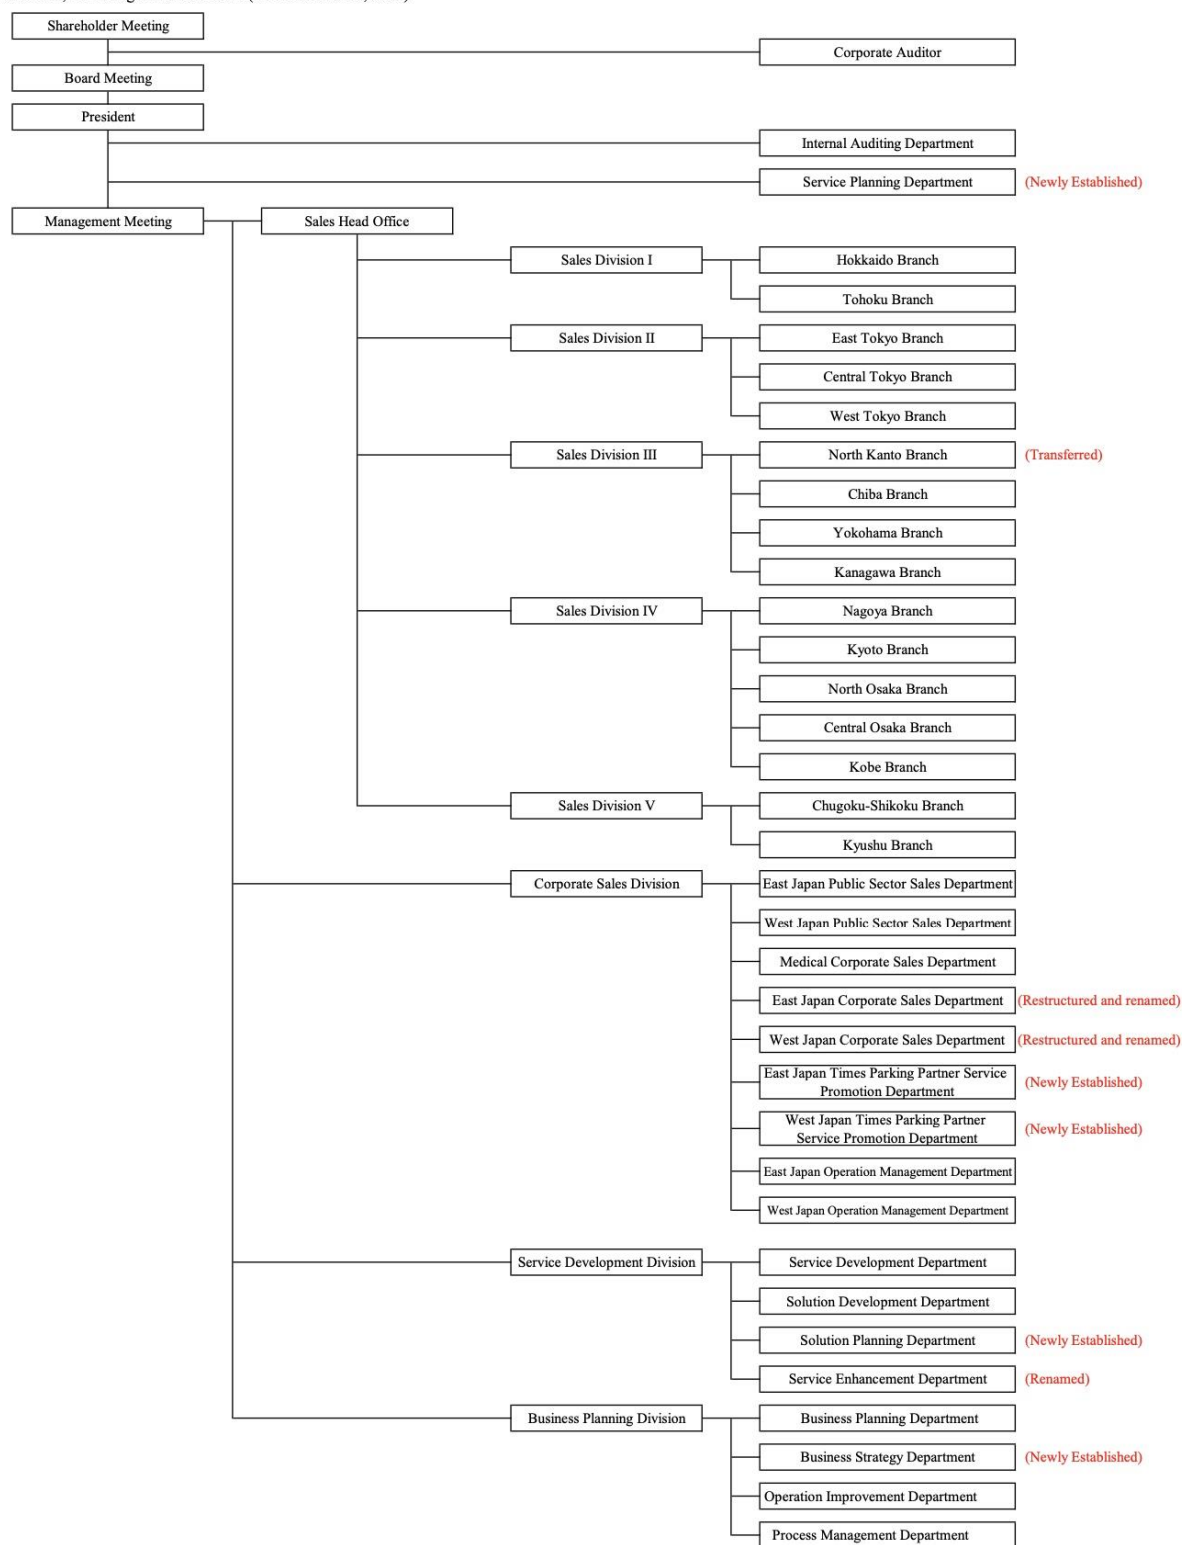 Shareholder Meeting
Corporate Auditor
Board Meeting
President
Internal Auditing Department
Service Planning Department (Newly Established)
Management Meeting
Sales Head Office
Sales Division I
Hokkaido Branch
Tohoku Branch
Sales Division II
East Tokyo Branch
Central Tokyo Branch
West Tokyo Branch
Sales Division III
North Kanto Branch (Transferred)
Chiba Branch
Yokohama Branch
Kanagawa Branch
Sales Division IV
Nagoya Branch
Kyoto Branch
North Osaka Branch
Central Osaka Branch
Kobe Branch
Sales Division V
Chugoku-Shikoku Branch
Kyushu Branch
Corporate Sales Division
East Japan Public Sector Sales Department
West Japan Public Sector Sales Department
Medical Corporate Sales Department
East Japan Corporate Sales Department (Restructured and renamed)
West Japan Corporate Sales Department (Restructured and renamed)
East Japan Times Parking Partner Service
Promotion Department
(Newly Established)
West Japan Times Parking Partner
Service Promotion Department
(Newly Established)
East Japan Operation Management Department
West Japan Operation Management Department
Service Development Division
Service Development Department
Solution Development Department
Solution Planning Department (Newly Established)
Service Enhancement Department (Renamed)
Business Planning Division
Business Planning Department
Business Strategy Department (Newly Established)
Operation Improvement Department
Process Management Department